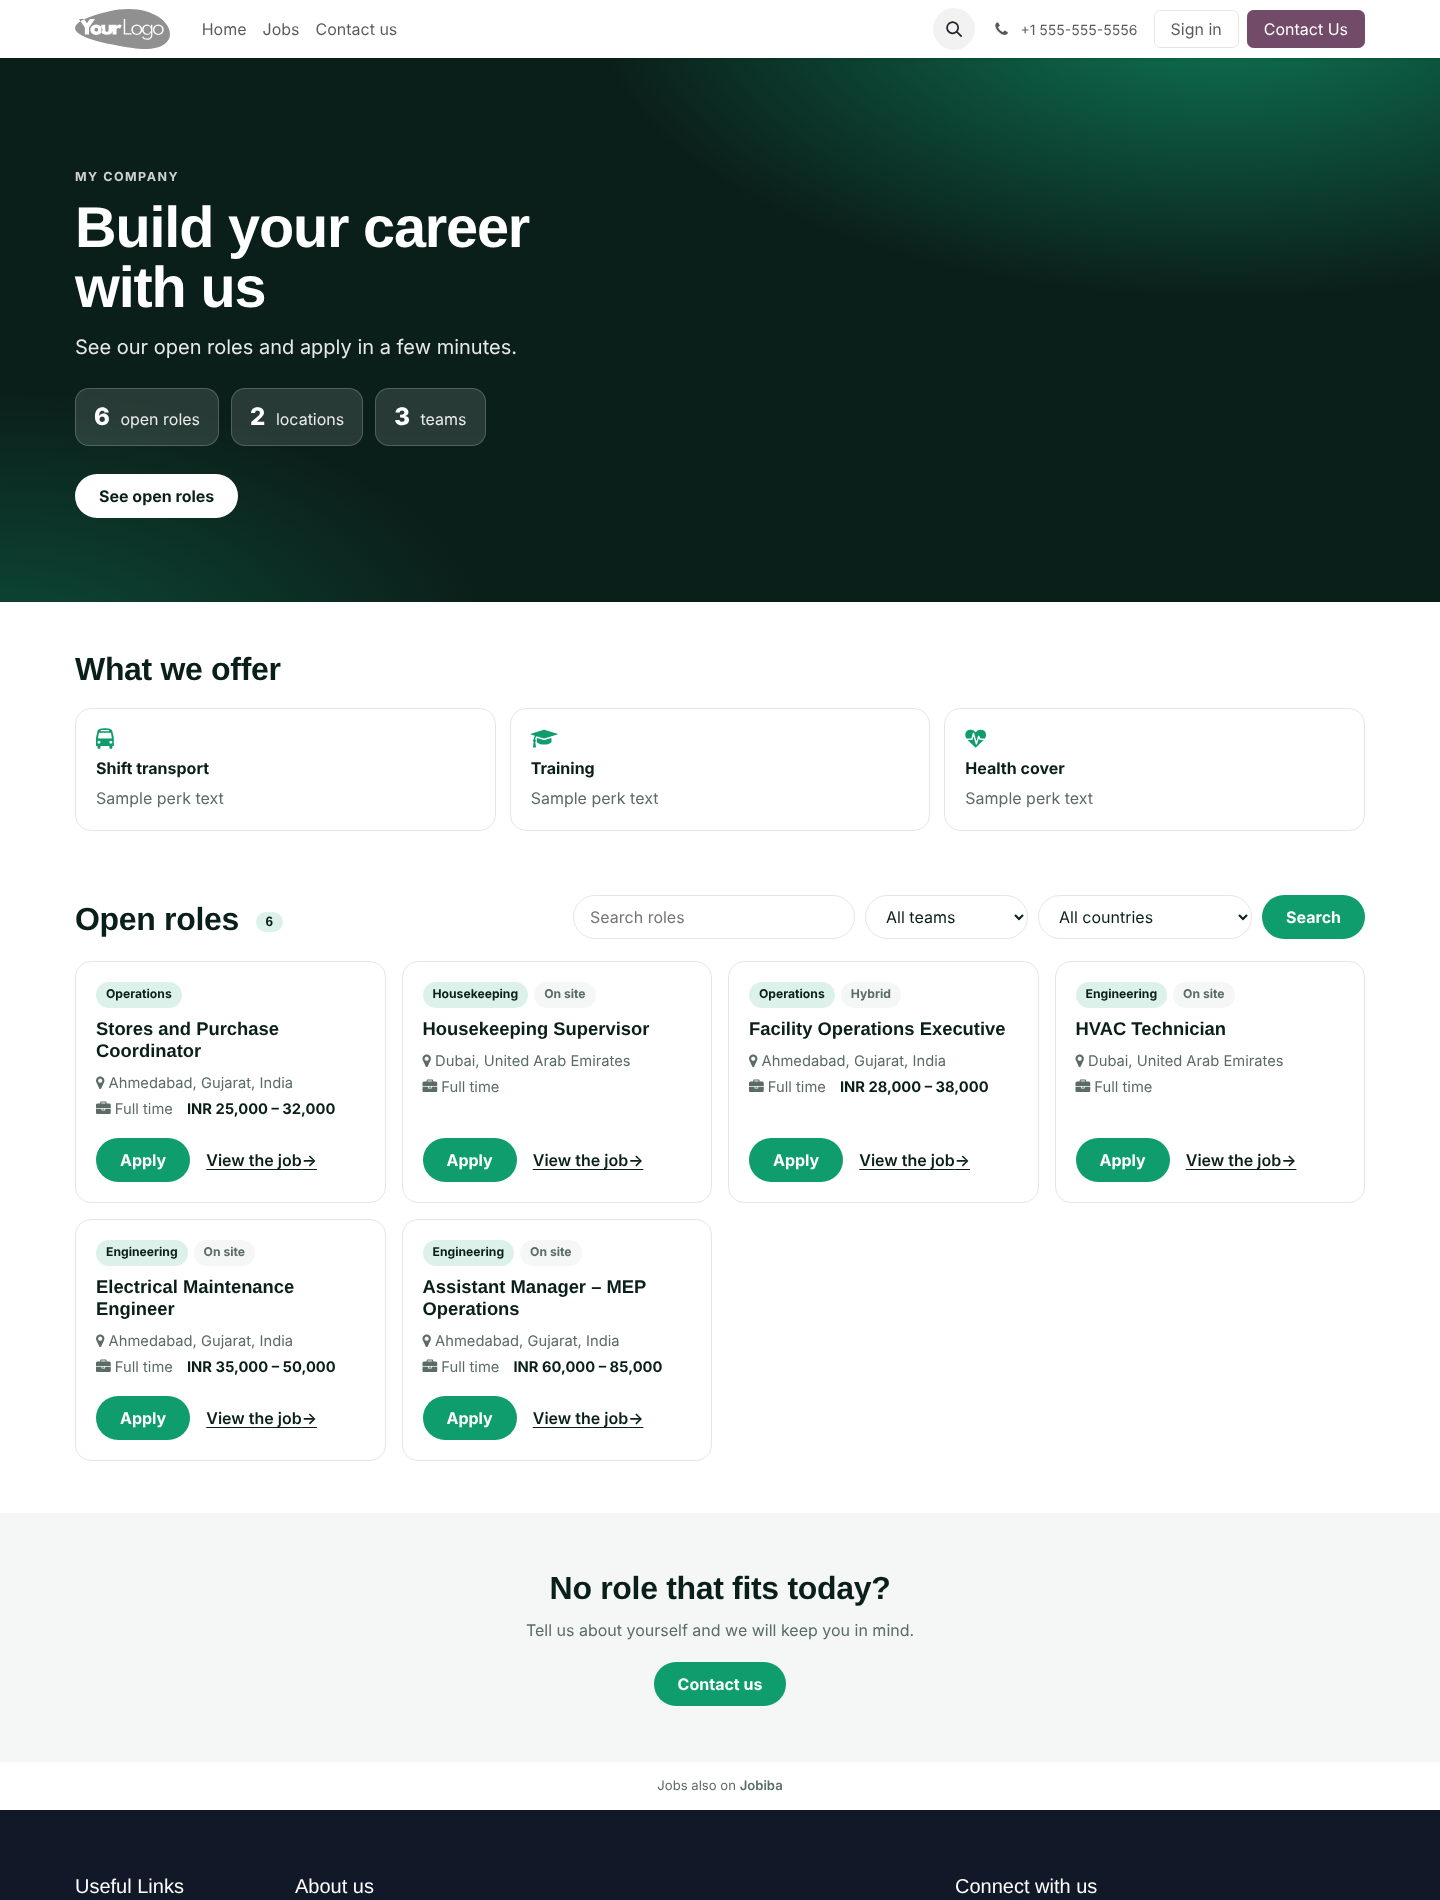 YourLogo
Home Jobs Contact us
+1 555-555-5556 Sign in Contact Us
MY COMPANY
Build your career
with us
See our open roles and apply in a few minutes.
6 open roles 2 locations 3 teams
See open roles
What we offer
Shift transport
Sample perk text
Training
Sample perk text
Health cover
Sample perk text
Open roles 6
Search roles All teams All countries Search
Operations
Stores and Purchase
Coordinator
Ahmedabad, Gujarat, India
Full time INR 25,000 – 32,000
Apply View the job→
Housekeeping On site
Housekeeping Supervisor
Dubai, United Arab Emirates
Full time
Apply View the job→
Operations Hybrid
Facility Operations Executive
Ahmedabad, Gujarat, India
Full time INR 28,000 – 38,000
Apply View the job→
Engineering On site
HVAC Technician
Dubai, United Arab Emirates
Full time
Apply View the job→
Engineering On site
Electrical Maintenance
Engineer
Ahmedabad, Gujarat, India
Full time INR 35,000 – 50,000
Apply View the job→
Engineering On site
Assistant Manager – MEP
Operations
Ahmedabad, Gujarat, India
Full time INR 60,000 – 85,000
Apply View the job→
No role that fits today?
Tell us about yourself and we will keep you in mind.
Contact us
Jobs also on Jobiba
Useful Links About us Connect with us